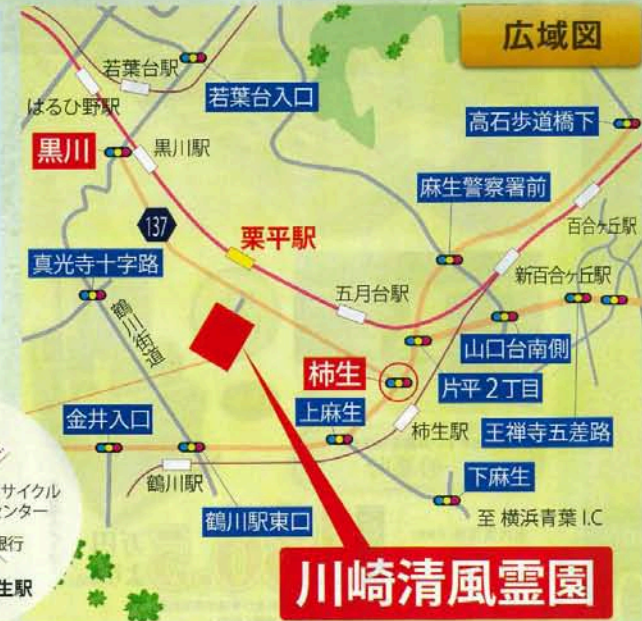 広域図
若葉台駅
若葉台入口
はるひ野駅
高石歩道橋下
黒川
黒川駅
麻生警察署前
137
栗平駅
百合ヶ丘駅
真光寺十字路
新百合ヶ丘駅
五月台駅
鶴川街道
山口台南側
柿生
片平2丁目
金井入口
上麻生
柿生駅
王禅寺五差路
サイクル
センター
鶴川駅
下麻生
銀行
鶴川駅東口
至 横浜青葉I.C
生駅
川崎清風霊園